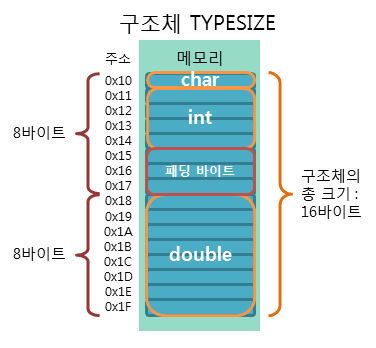 구조체 TYPESIZE
주소
메모리
0x10
char
0x11
0x12
int
0x13
0x14
0x15
0x16
패딩 바이트
0x17
0x18
0x19
0x1A
0x1B
double
0x1C
0x1D
0x1E
0x1F
8바이트
8바이트
구조체의
총 크기 :
16바이트